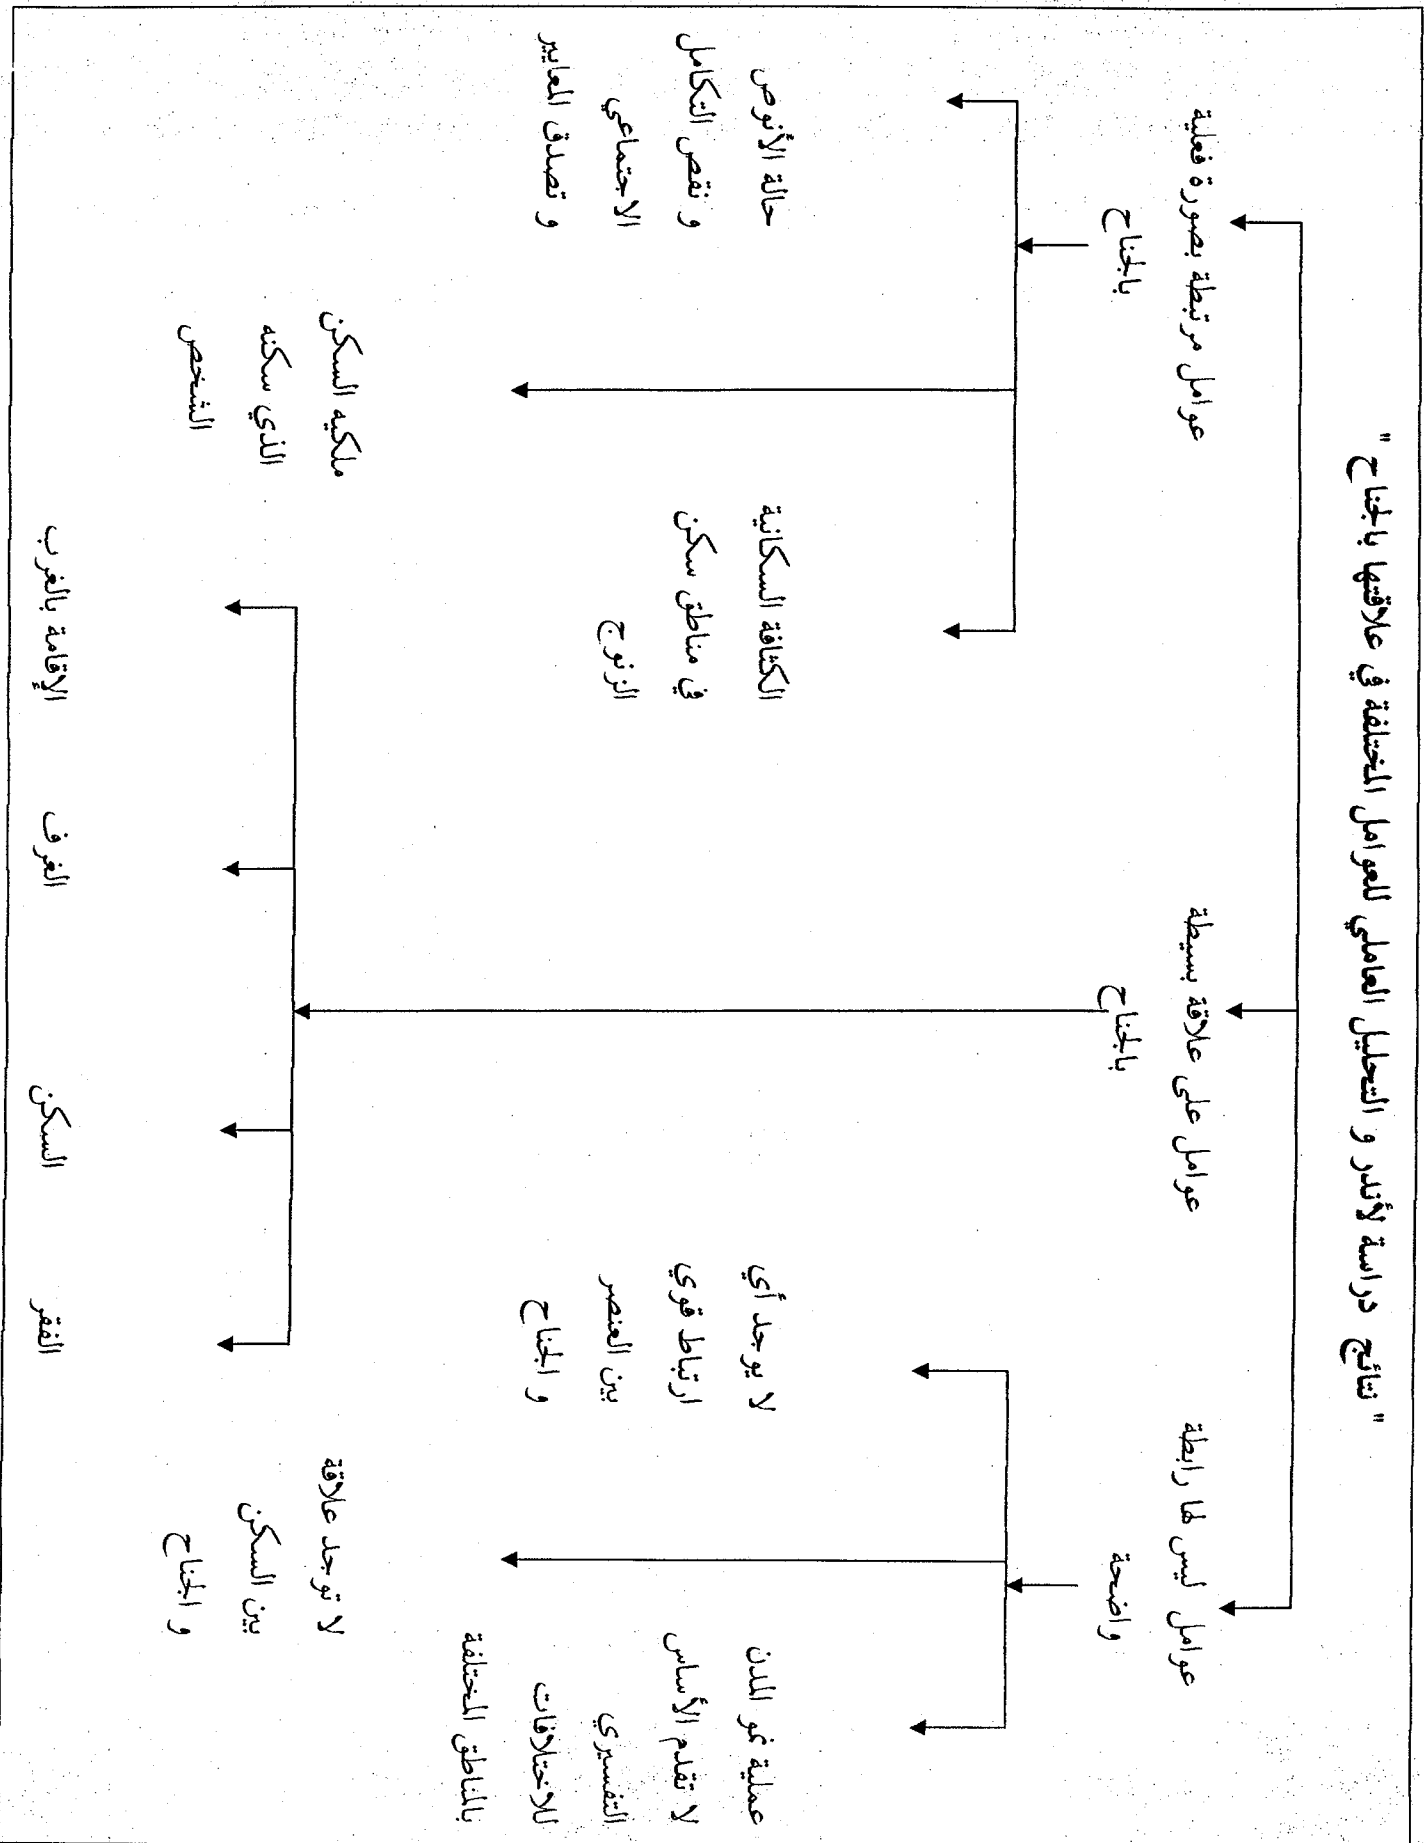 " نتائج دراسة لأندر و التحليل العاملي للعوامل المختلفة في علاقتها بالجناح "
عوامل ليس لها رابطة
واضحة
عوامل على علاقة بسيطة
بالجناح
عوامل مرتبطة بصورة فعلية
بالجناح
عملية نمو المدن
لا تقدم الأساس
التفسيري
للاختلافات
بالمناطق المختلفة
لا يوجد أي
ارتباط قوي
بين العنصر
و الجناح
الكثافة السكانية
في مناطق سكن
الزنوج
حالة الأنوص
و نقص التكامل
الاجتماعي
و تصدق المعايير
لا توجد علاقة
بين السكن
و الجناح
ملكيه السكن
الذي سكنه
الشخص
الفقر
السكن
الغرف
الإقامة بالغرب